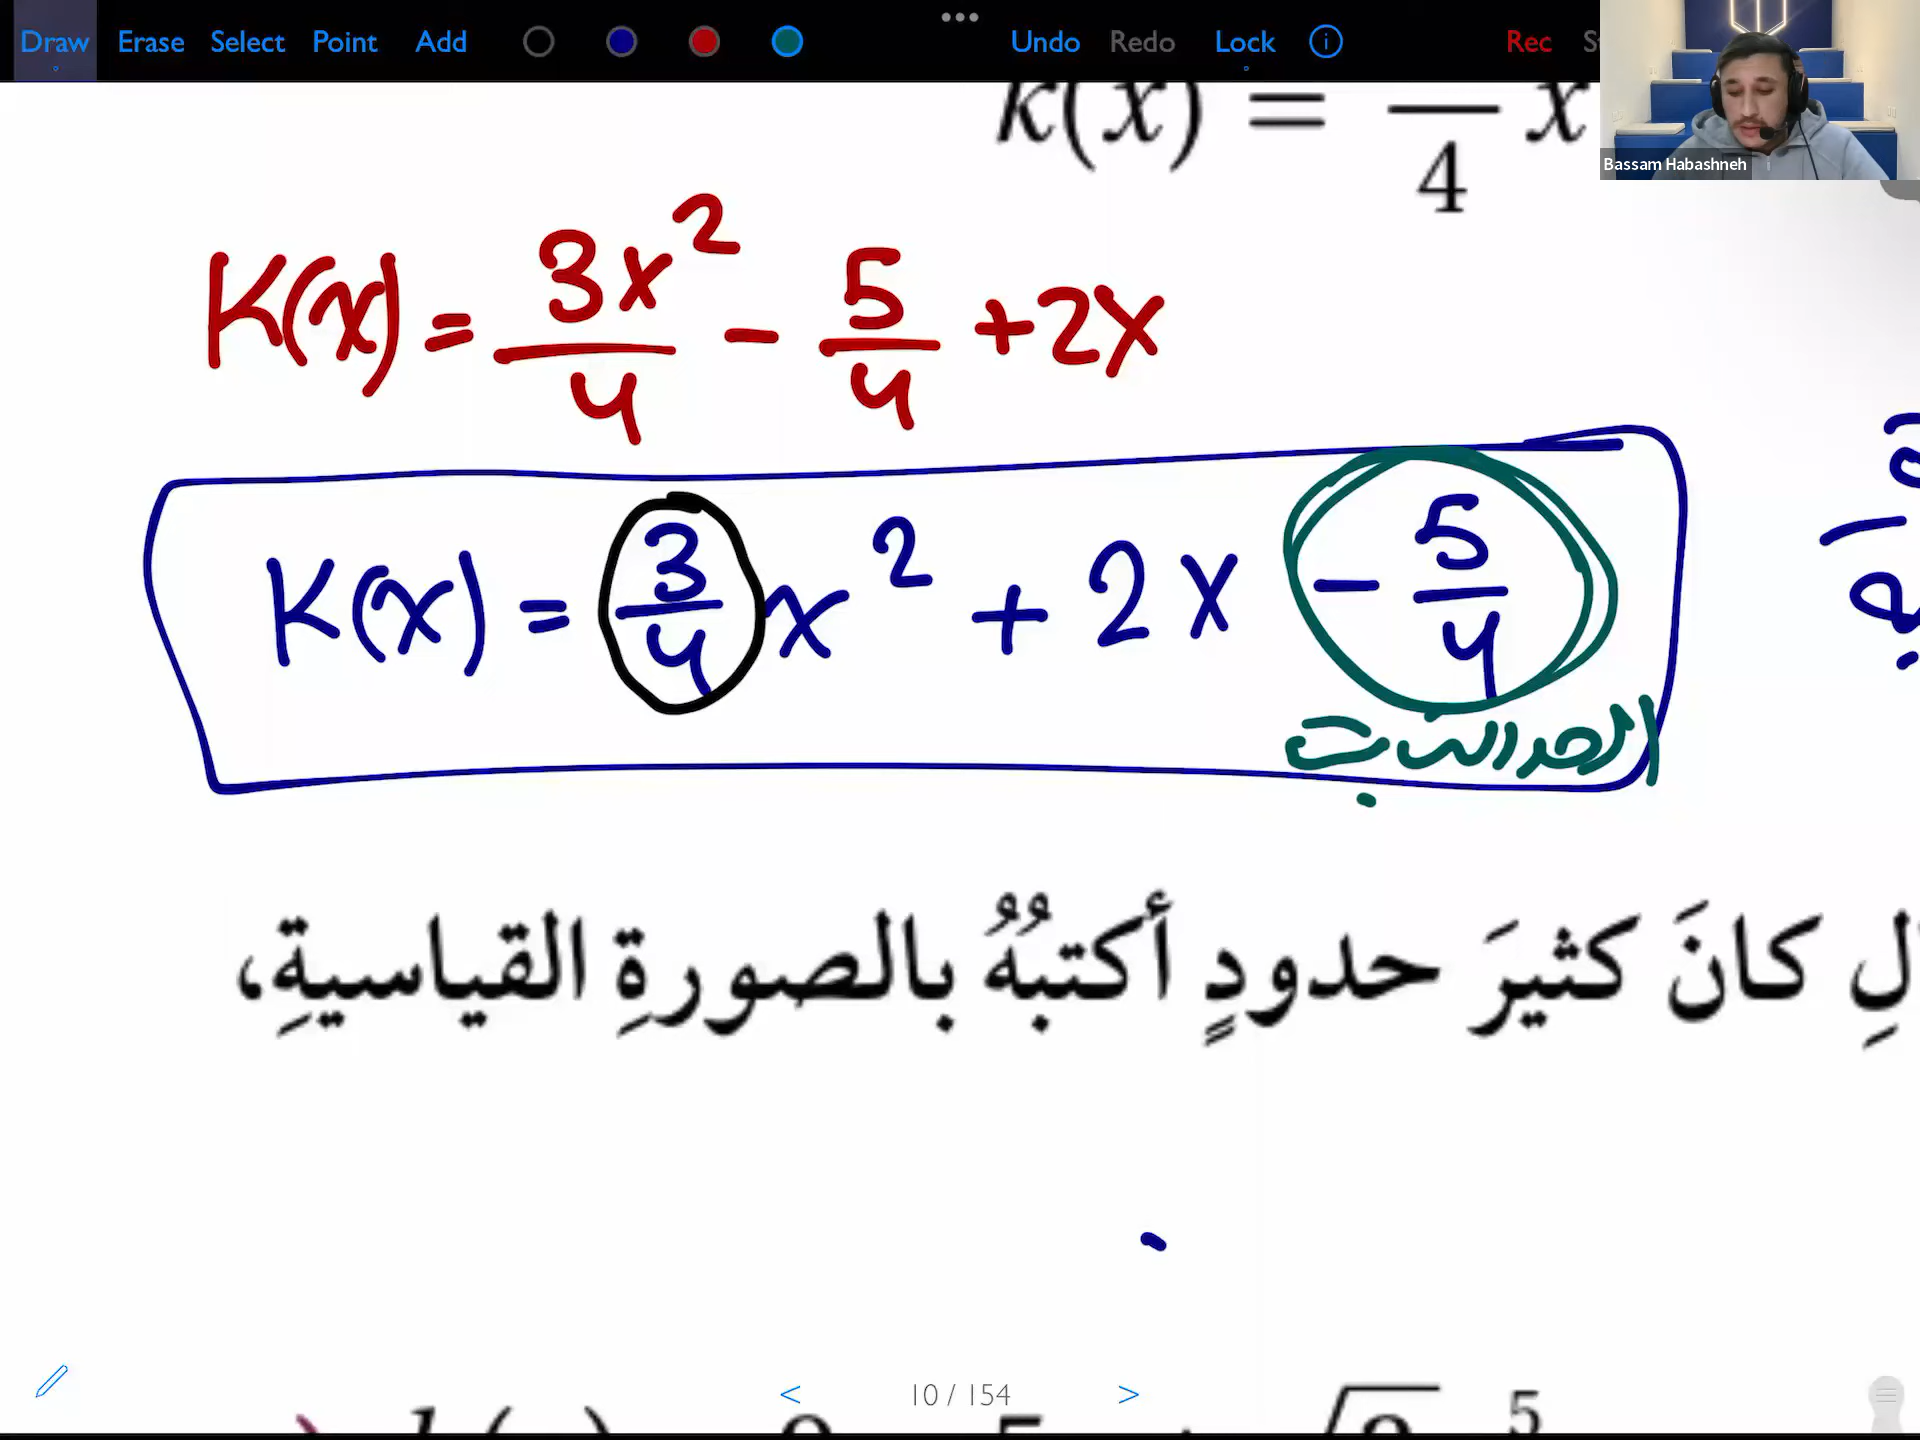 Draw Erase Select Point Add Undo Redo Lock Rec
Bassam Habashneh
k(x) = — x
4
K(x) = 3x²/4 - 5/4 + 2x
K(x) = 3/4 x² + 2x - 5/4
الحد الثابت
كانَ كثيرَ حدودٍ أكتبُهُ بالصورةِ القياسيةِ،
< 10 / 154 >